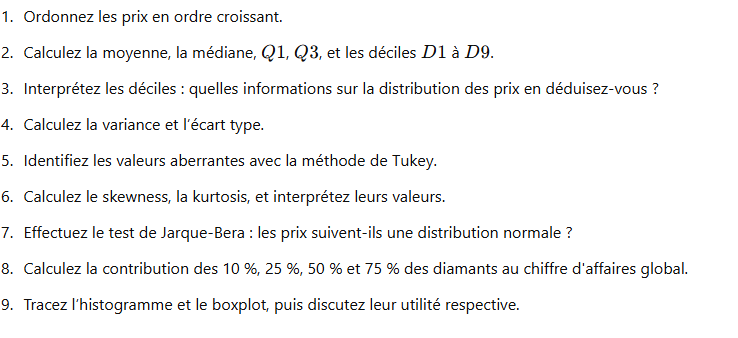 1. Ordonnez les prix en ordre croissant.
2. Calculez la moyenne, la médiane, Q1, Q3, et les déciles D1 à D9.
3. Interprétez les déciles : quelles informations sur la distribution des prix en déduisez-vous ?
4. Calculez la variance et l'écart type.
5. Identifiez les valeurs aberrantes avec la méthode de Tukey.
6. Calculez le skewness, la kurtosis, et interprétez leurs valeurs.
7. Effectuez le test de Jarque-Bera : les prix suivent-ils une distribution normale ?
8. Calculez la contribution des 10 %, 25 %, 50 % et 75 % des diamants au chiffre d'affaires global.
9. Tracez l'histogramme et le boxplot, puis discutez leur utilité respective.